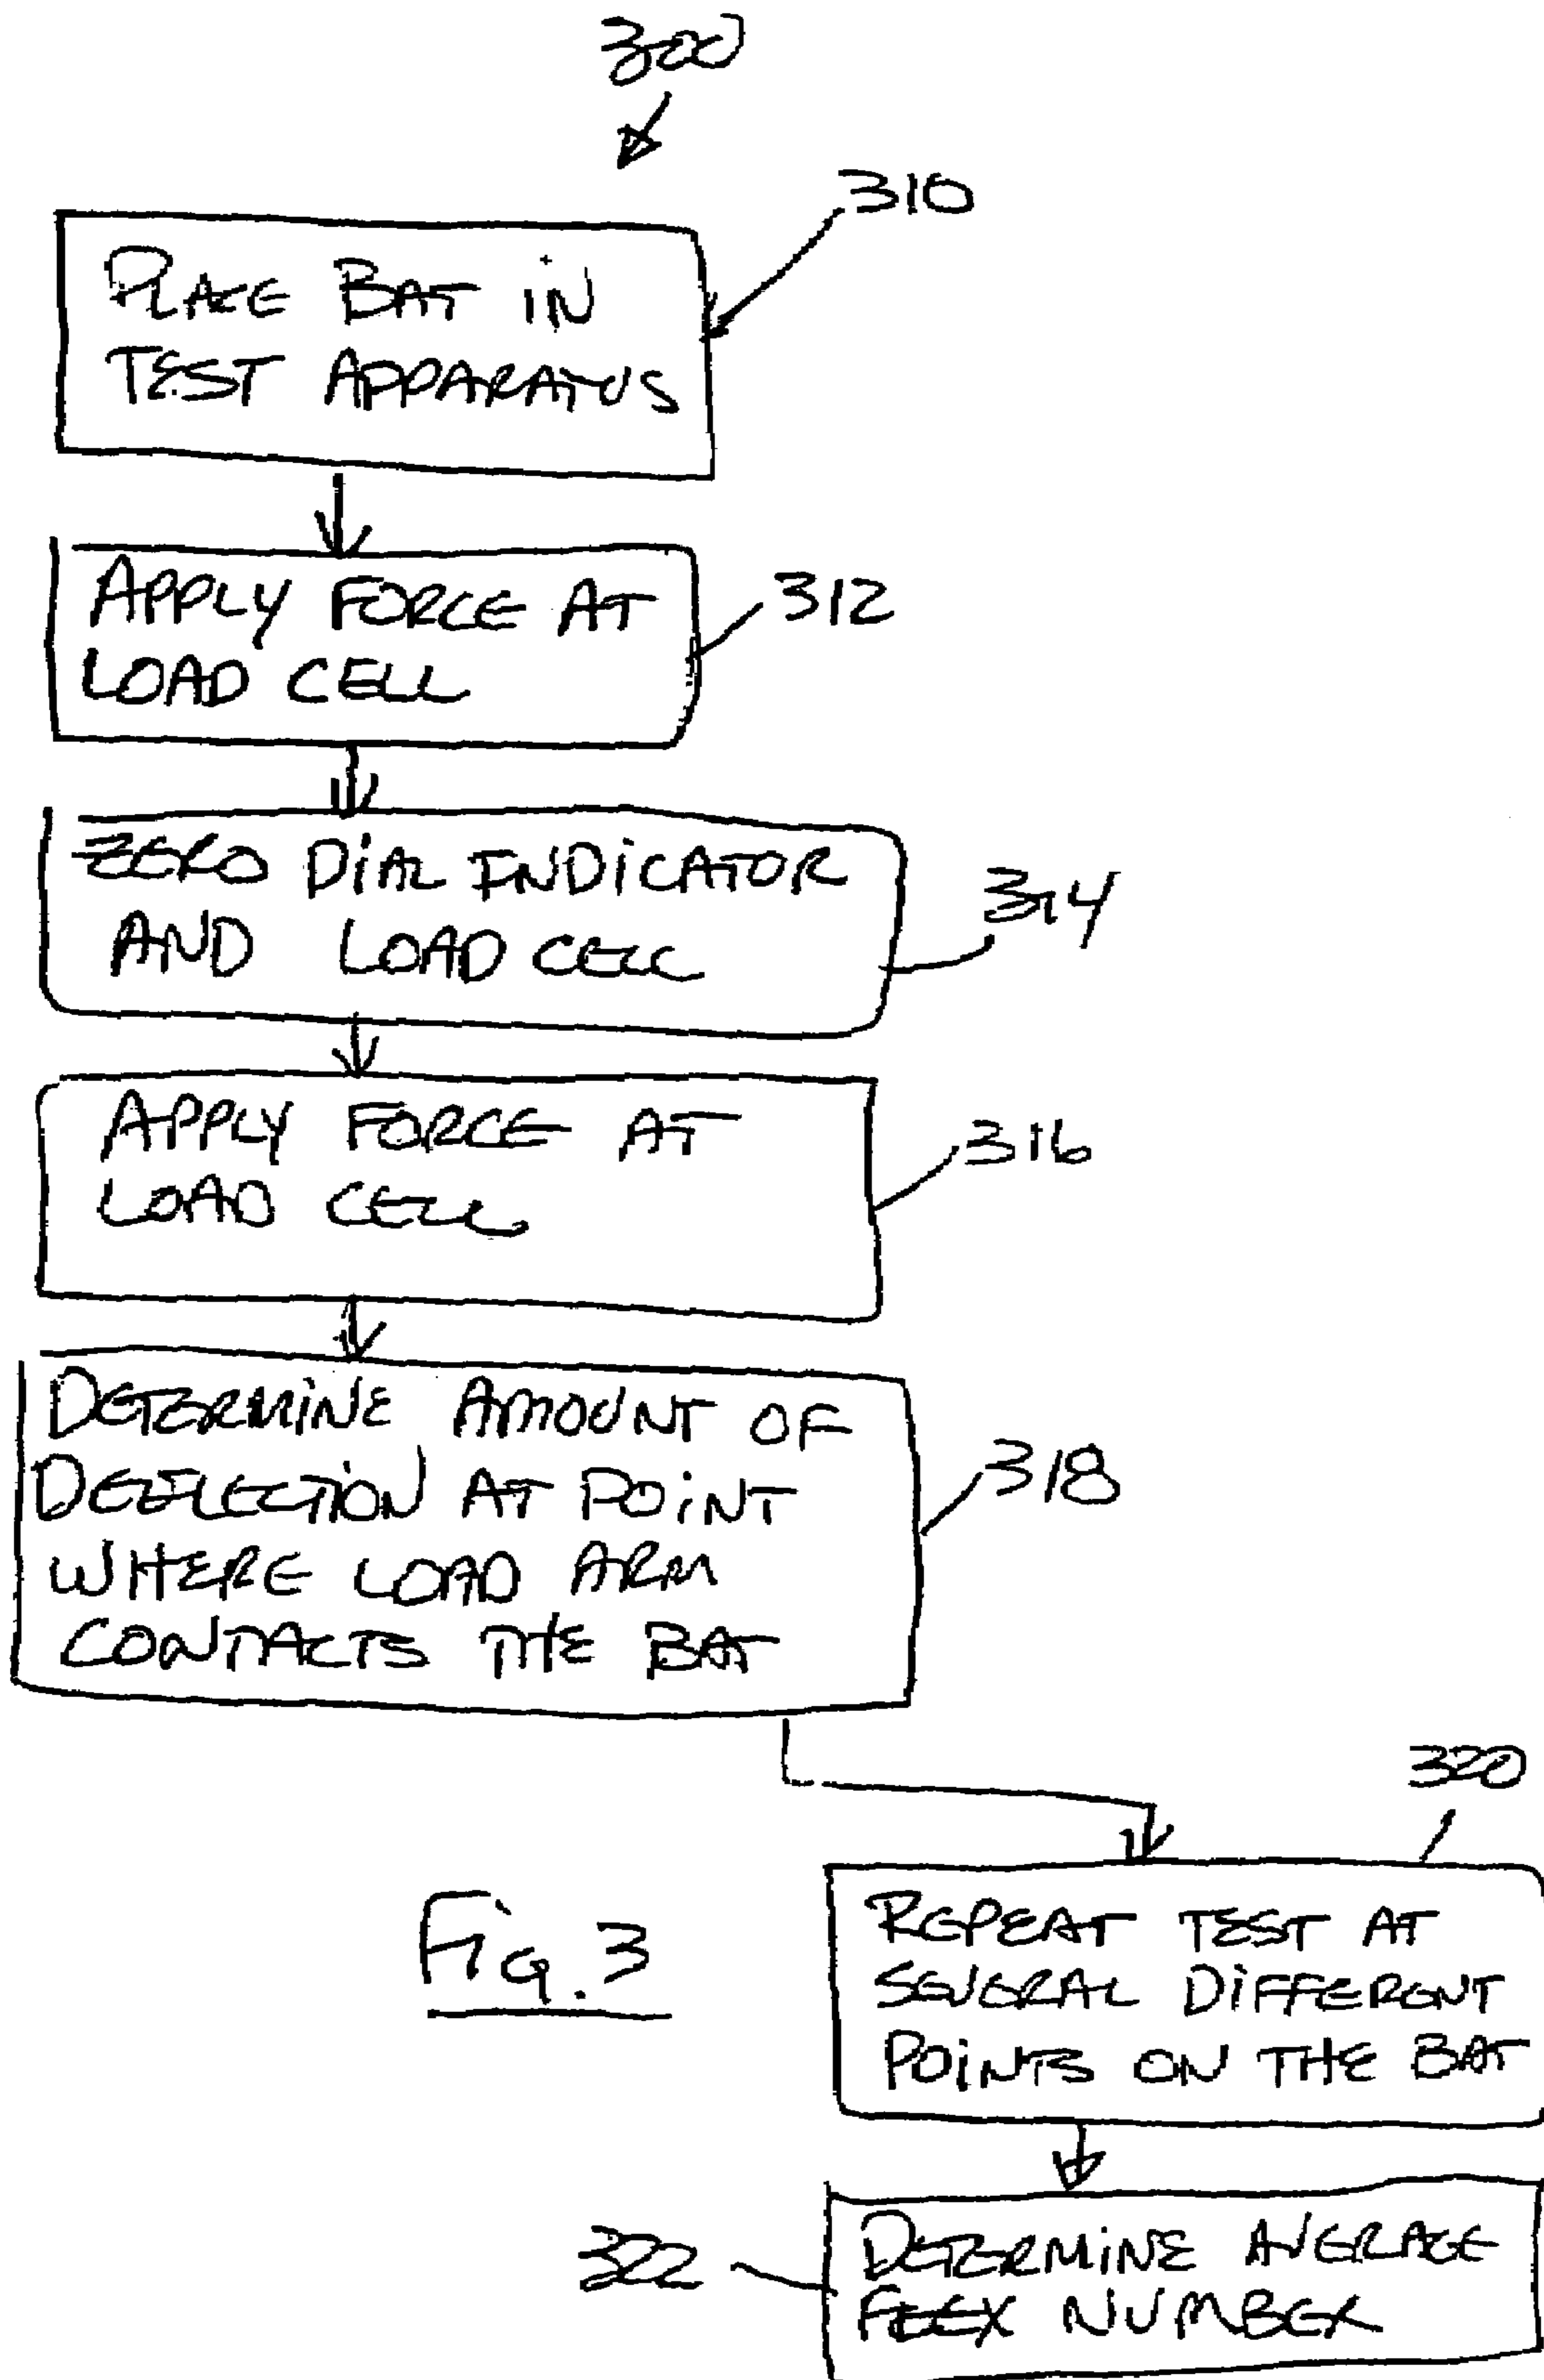 300
310
PLACE BAT IN
TEST APPARATUS
APPLY FORCE AT
LOAD CELL
312
ZERO DIAL INDICATOR
AND LOAD CELL
314
APPLY FORCE AT
LOAD CELL
316
DETERMINE AMOUNT OF
DEFLECTION AT POINT
WHERE LOAD ARM
CONTACTS THE BAT
318
320
REPEAT TEST AT
SEVERAL DIFFERENT
POINTS ON THE BAT
Fig. 3
322
DETERMINE AVERAGE
FLEX NUMBER